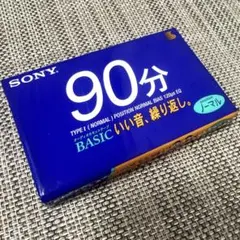 SONY
90分
TYPE I (NORMAL) POSITION NORMAL BIAS 120μs EQ
BASIC いい音、繰り返し。
ノーマル